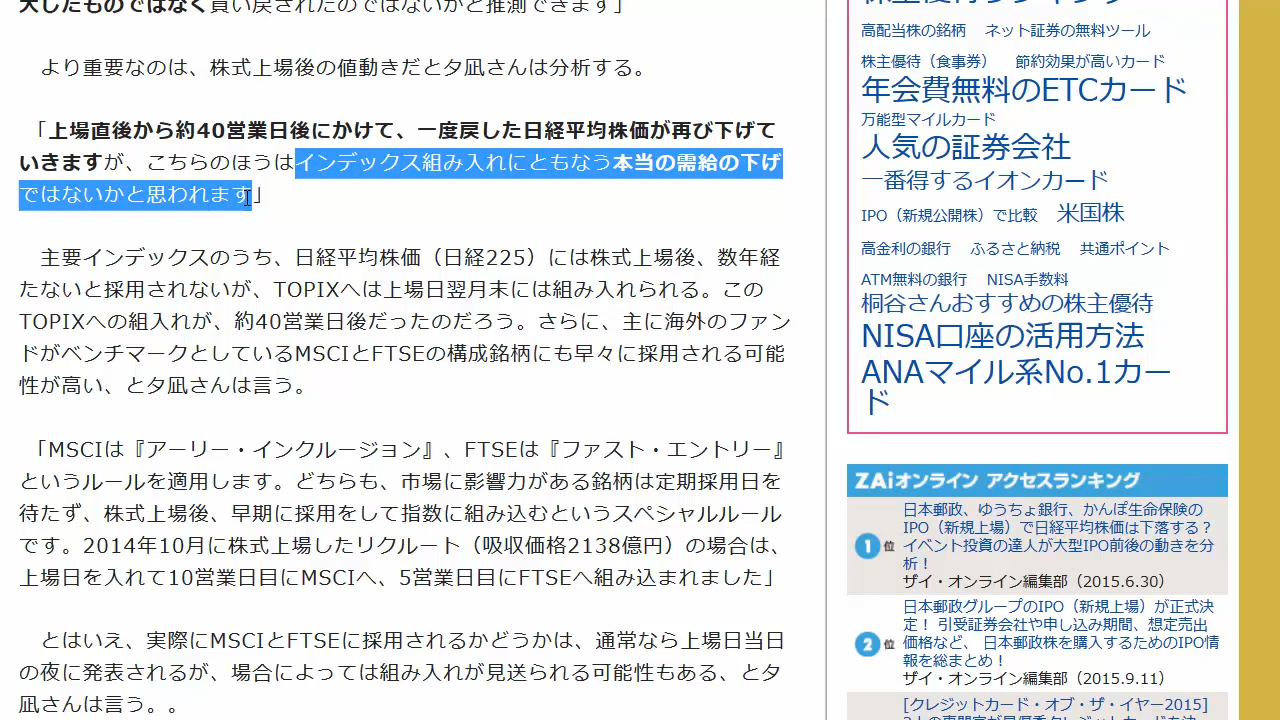 大したものではなく買い戻されたのではないかと推測できます」
より重要なのは、株式上場後の値動きだと夕凪さんは分析する。
「上場直後から約40営業日後にかけて、一度戻した日経平均株価が再び下げて
いきますが、こちらのほうはインデックス組み入れにともなう本当の需給の下げ
ではないかと思われます」
主要インデックスのうち、日経平均株価（日経225）には株式上場後、数年経
たないと採用されないが、TOPIXへは上場日翌月末には組み入れられる。この
TOPIXへの組入れが、約40営業日後だったのだろう。さらに、主に海外のファン
ドがベンチマークとしているMSCIとFTSEの構成銘柄にも早々に採用される可能
性が高い、と夕凪さんは言う。
「MSCIは『アーリー・インクルージョン』、FTSEは『ファスト・エントリー』
というルールを適用します。どちらも、市場に影響力がある銘柄は定期採用日を
待たず、株式上場後、早期に採用をして指数に組み込むというスペシャルルール
です。2014年10月に株式上場したリクルート（吸収価格2138億円）の場合は、
上場日を入れて10営業日目にMSCIへ、5営業日目にFTSEへ組み込まれました」
とはいえ、実際にMSCIとFTSEに採用されるかどうかは、通常なら上場日当日
の夜に発表されるが、場合によっては組み入れが見送られる可能性もある、と夕
凪さんは言う。。
高配当株の銘柄 ネット証券の無料ツール
株主優待（食事券） 節約効果が高いカード
年会費無料のETCカード
万能型マイルカード
人気の証券会社
一番得するイオンカード
IPO（新規公開株）で比較 米国株
高金利の銀行 ふるさと納税 共通ポイント
ATM無料の銀行 NISA手数料
桐谷さんおすすめの株主優待
NISA口座の活用方法
ANAマイル系No.1カー
ド
ZAiオンライン アクセスランキング
1位
日本郵政、ゆうちょ銀行、かんぽ生命保険の
IPO（新規上場）で日経平均株価は下落する？
イベント投資の達人が大型IPO前後の動きを分
析！
ザイ・オンライン編集部（2015.6.30）
2位
日本郵政グループのIPO（新規上場）が正式決
定！ 引受証券会社や申し込み期間、想定売出
価格など、 日本郵政株を購入するためのIPO情
報を総まとめ！
ザイ・オンライン編集部（2015.9.11）
[クレジットカード・オブ・ザ・イヤー2015]